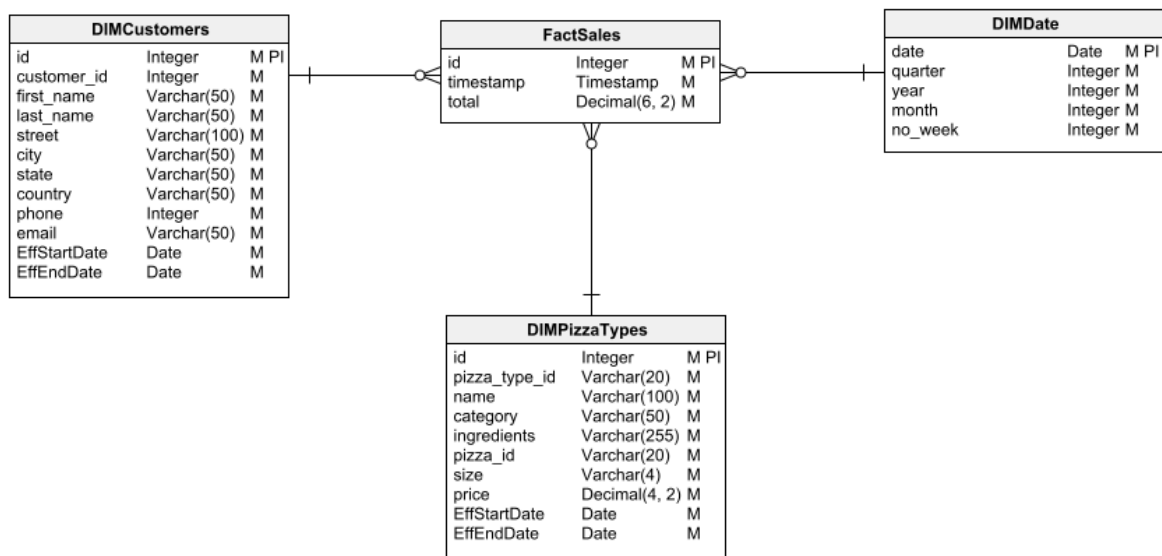 DIMCustomers
id Integer M PI
customer_id Integer M
first_name Varchar(50) M
last_name Varchar(50) M
street Varchar(100) M
city Varchar(50) M
state Varchar(50) M
country Varchar(50) M
phone Integer M
email Varchar(50) M
EffStartDate Date M
EffEndDate Date M
FactSales
id Integer M PI
timestamp Timestamp M
total Decimal(6, 2) M
DIMDate
date Date M PI
quarter Integer M
year Integer M
month Integer M
no_week Integer M
DIMPizzaTypes
id Integer M PI
pizza_type_id Varchar(20) M
name Varchar(100) M
category Varchar(50) M
ingredients Varchar(255) M
pizza_id Varchar(20) M
size Varchar(4) M
price Decimal(4, 2) M
EffStartDate Date M
EffEndDate Date M